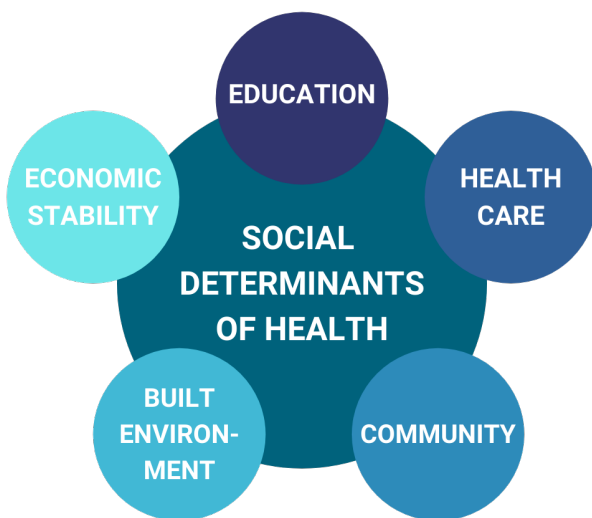 EDUCATION
ECONOMIC
STABILITY
HEALTH
CARE
SOCIAL
DETERMINANTS
OF HEALTH
BUILT
ENVIRON-
MENT
COMMUNITY